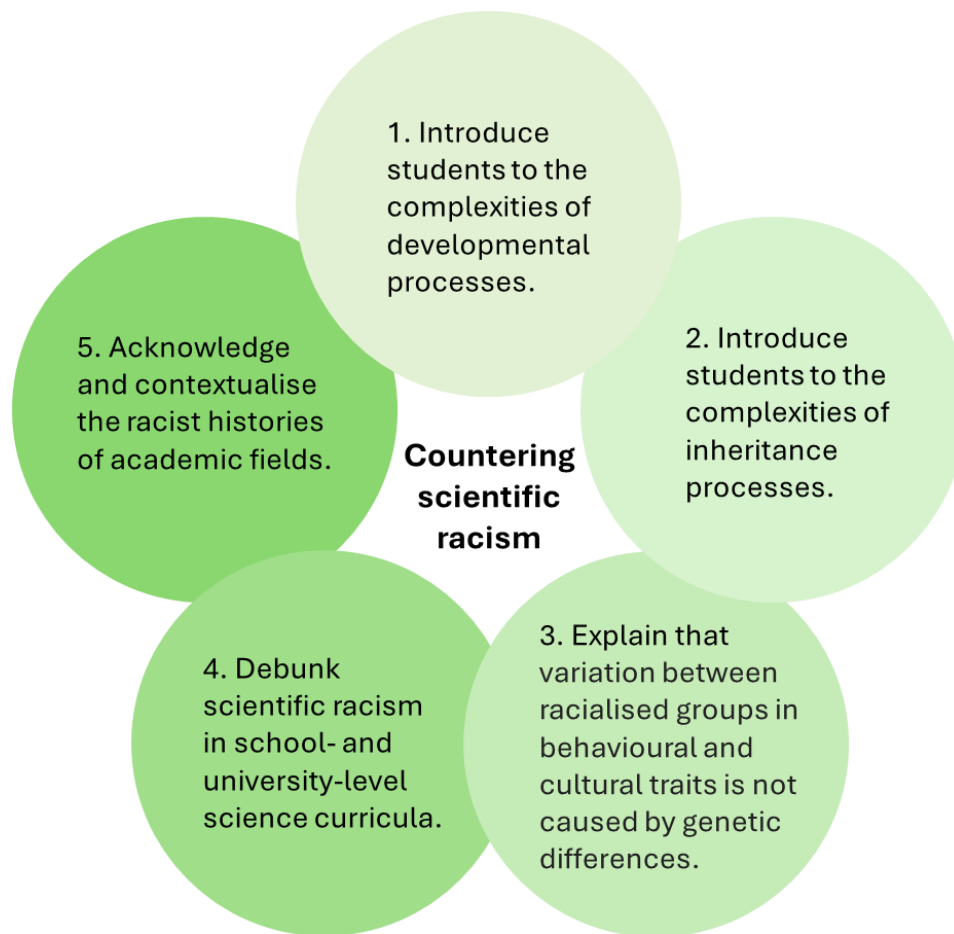 1. Introduce
students to the
complexities of
developmental
processes.
2. Introduce
students to the
complexities of
inheritance
processes.
3. Explain that
variation between
racialised groups in
behavioural and
cultural traits is not
caused by genetic
differences.
4. Debunk
scientific racism
in school- and
university-level
science curricula.
5. Acknowledge
and contextualise
the racist histories
of academic fields.
Countering
scientific
racism